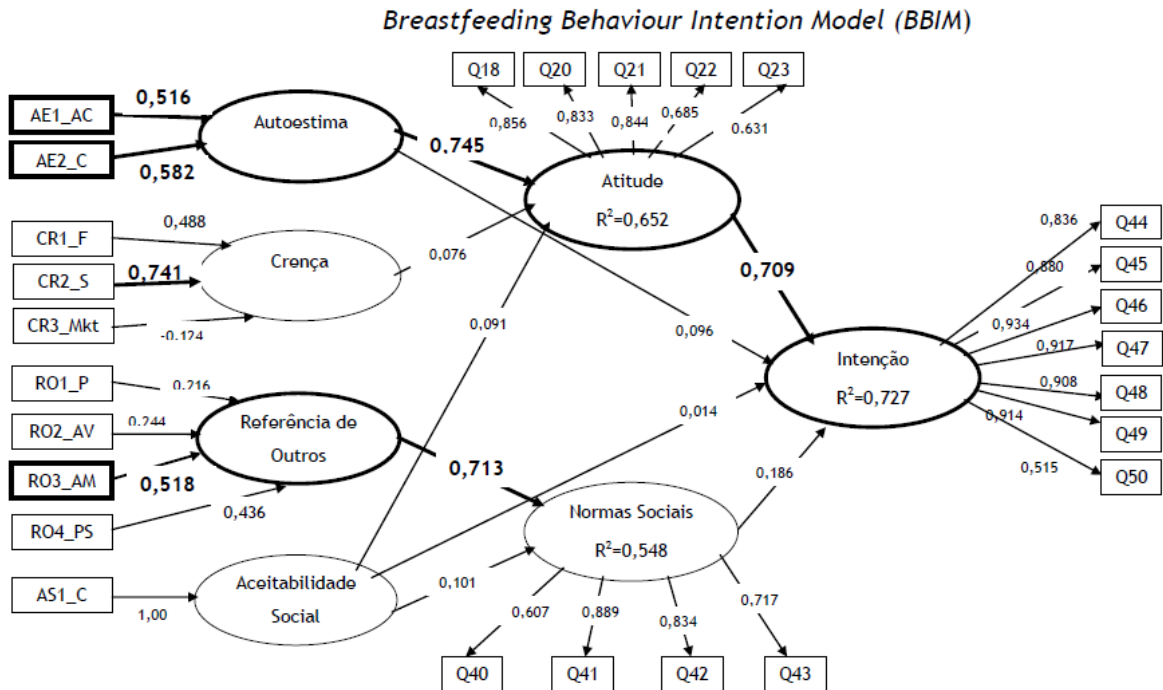 Breastfeeding Behaviour Intention Model (BBIM)
Q18
Q20
Q21
Q22
Q23
AE1_AC
0,516
Autoestima
0,856
0,833
0,844
0,685
0.631
AE2_C
0,582
0.745
Atitude
R²=0,652
CR1_F
0,488
Crença
0,076
CR2_S
0,741
CR3_Mkt
-0.124
0,709
0,836
Q44
0,880
Q45
0,934
Q46
0,091
0,096
Intenção
R²=0,727
0,917
Q47
0,908
Q48
0,914
Q49
0,515
Q50
RO1_P
0.216
RO2_AV
0.244
Referência de
Outros
0,014
RO3_AM
0,518
0,713
RO4_PS
0,436
0,186
Normas Sociais
R²=0,548
AS1_C
1,00
Aceitabilidade
Social
0,101
0,607
0,889
0,834
0,717
Q40
Q41
Q42
Q43